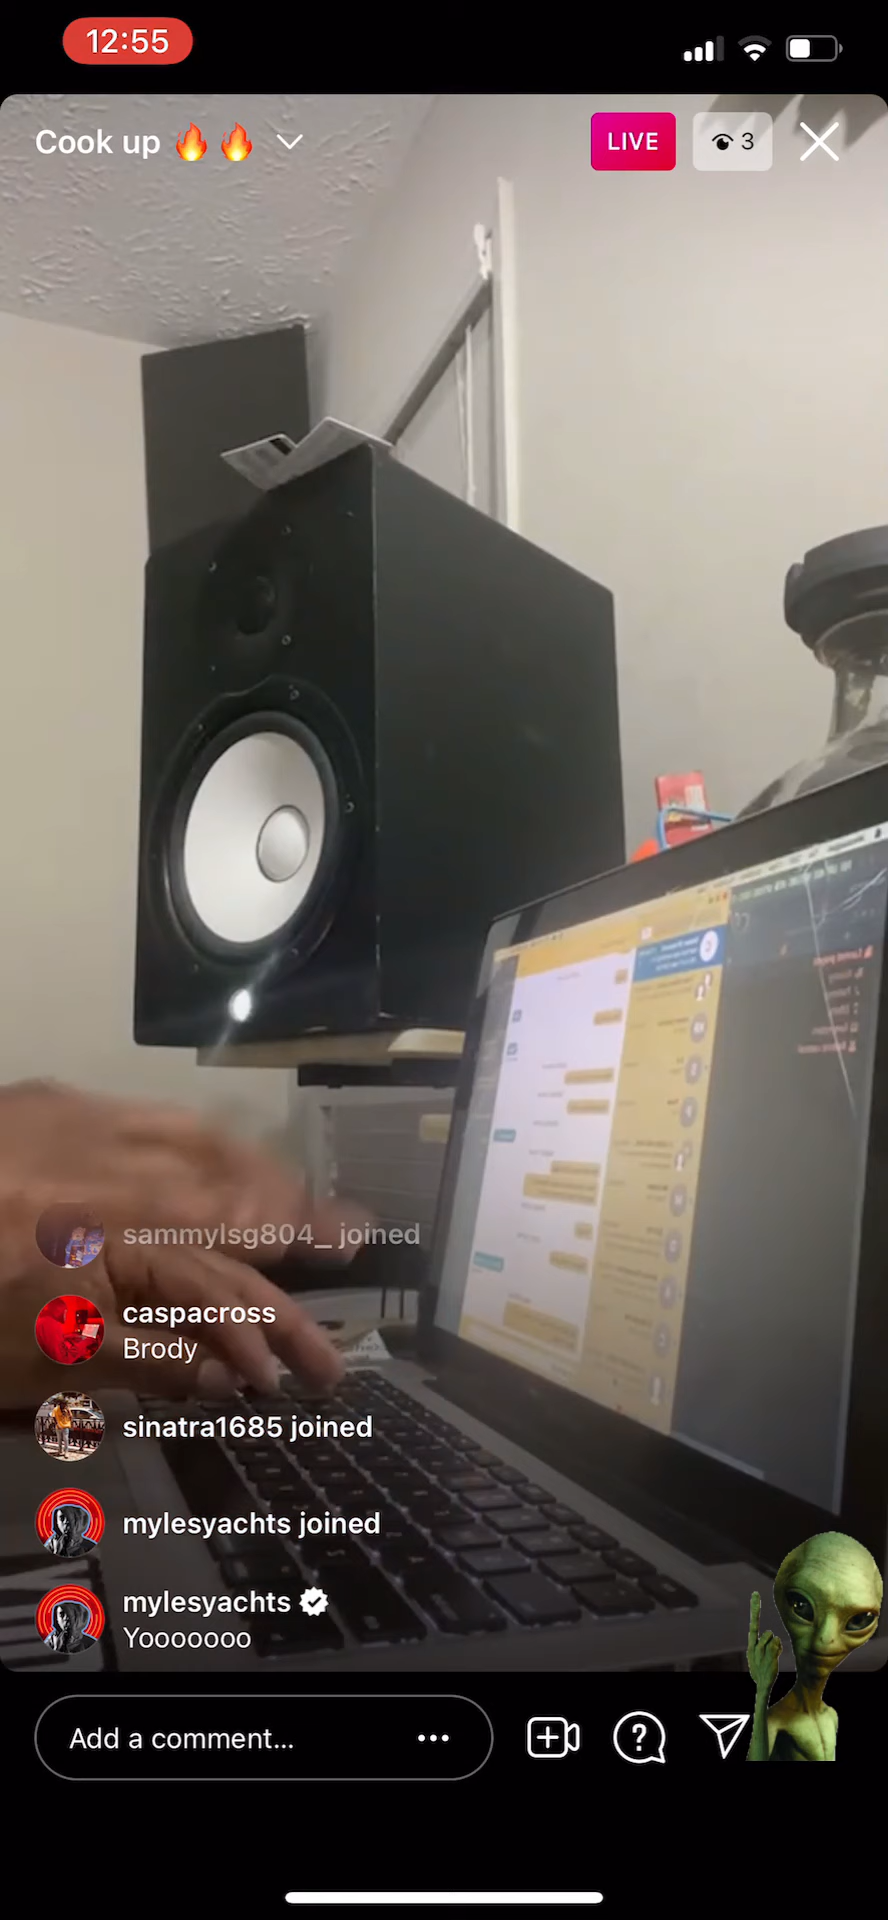 12:55
Cook up 🔥🔥
LIVE
3
sammylsg804_ joined
caspacross
Brody
sinatra1685 joined
mylesyachts joined
mylesyachts
Yooooooo
Add a comment...